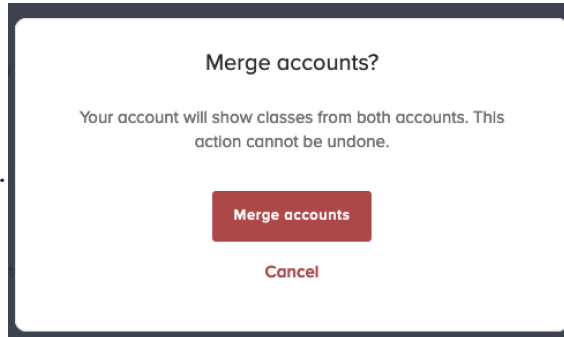 Merge accounts?
Your account will show classes from both accounts. This
action cannot be undone.
Merge accounts
Cancel